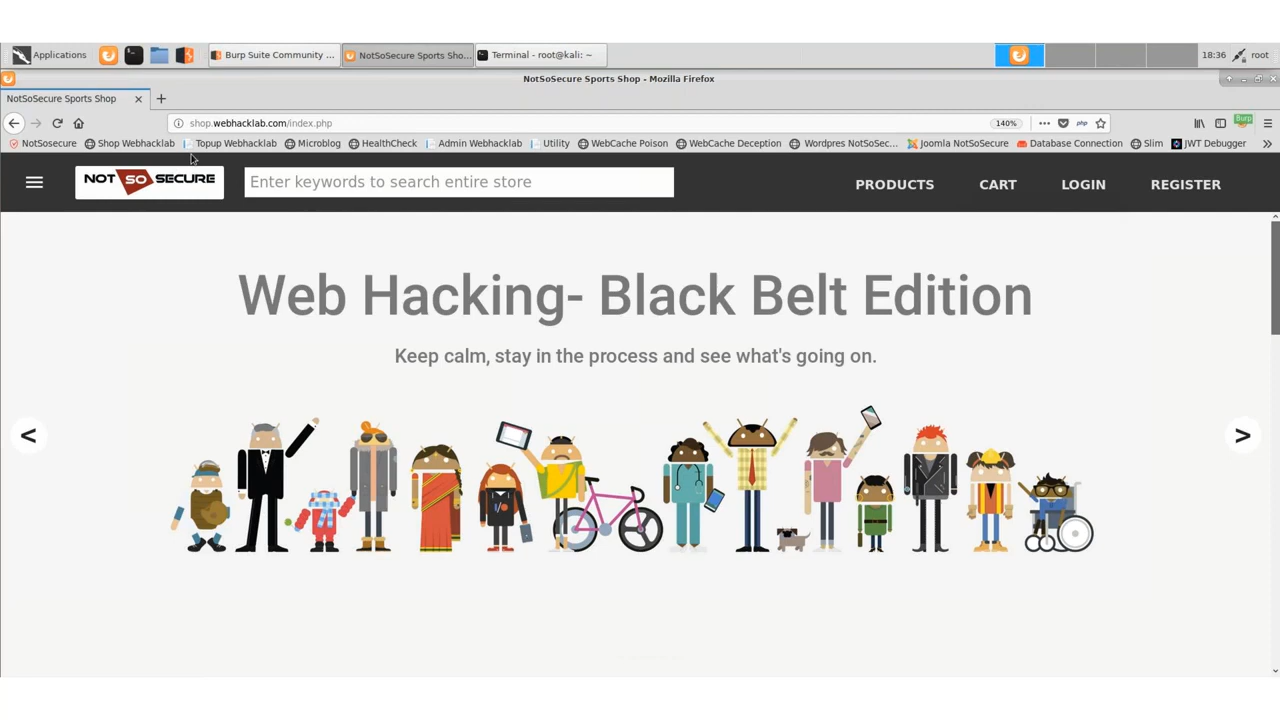 Applications
Burp Suite Community ...
NotSoSecure Sports Sho...
Terminal - root@kali: ~
18:36
root
NotSoSecure Sports Shop - Mozilla Firefox
NotSoSecure Sports Shop
shop.webhacklab.com/index.php
140%
php
Burp
NotSosecure
Shop Webhacklab
Topup Webhacklab
Microblog
HealthCheck
Admin Webhacklab
Utility
WebCache Poison
WebCache Deception
Wordpres NoSec...
Joomla NotSoSecure
Database Connection
Slim
JWT Debugger
NOT SO SECURE
Enter keywords to search entire store
PRODUCTS
CART
LOGIN
REGISTER
Web Hacking- Black Belt Edition
Keep calm, stay in the process and see what's going on.
<
>